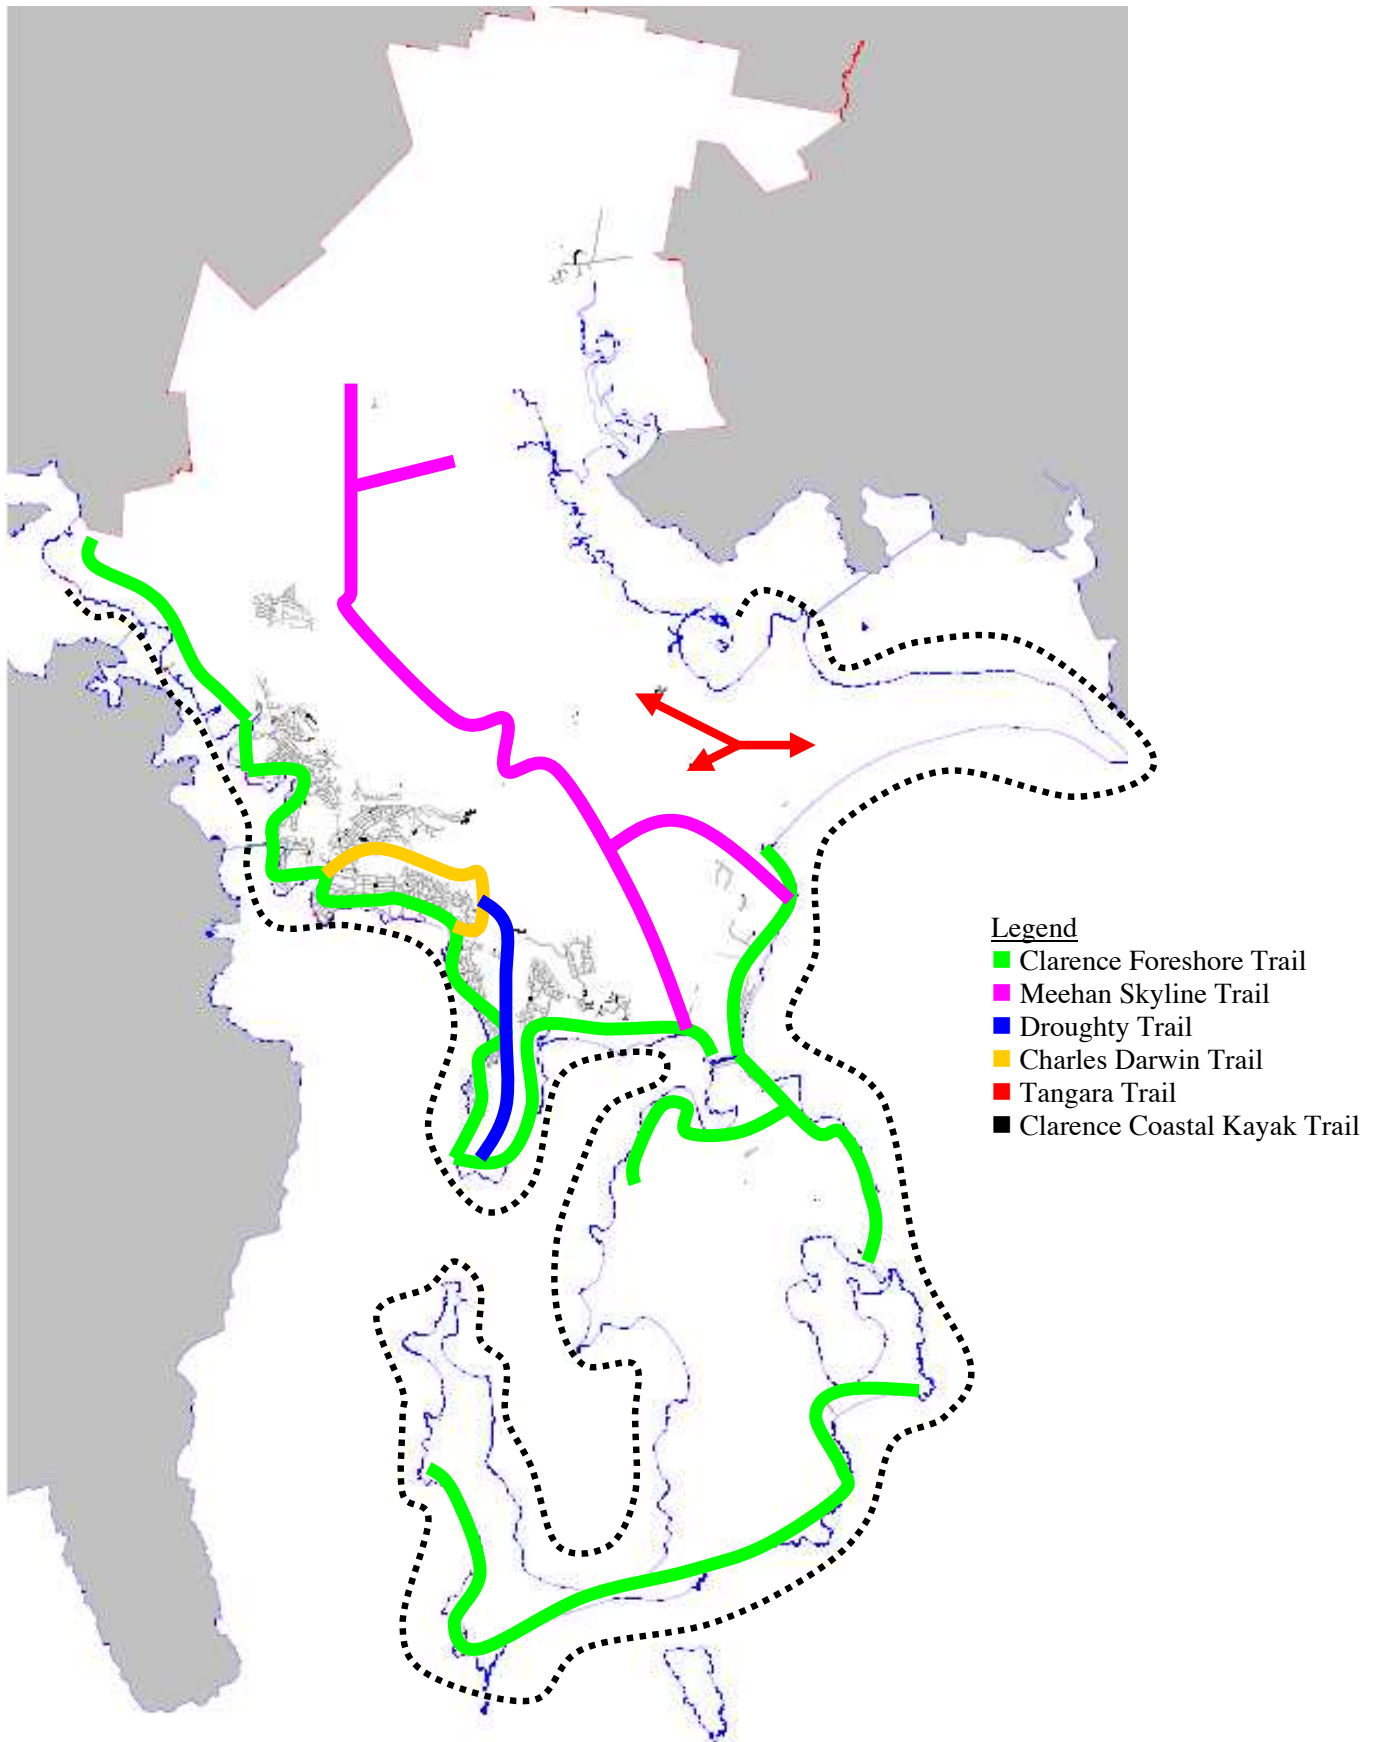 Legend
Clarence Foreshore Trail
Meehan Skyline Trail
Droughty Trail
Charles Darwin Trail
Tangara Trail
Clarence Coastal Kayak Trail